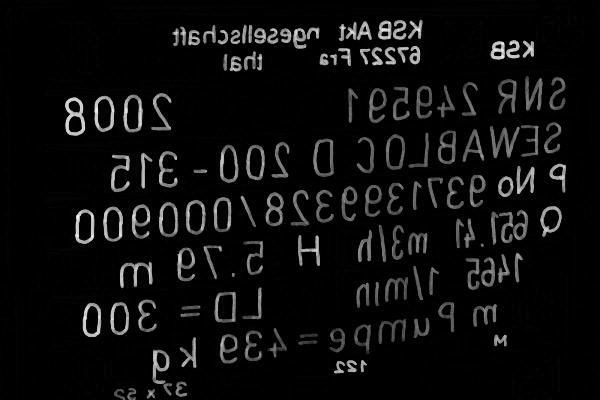 KSB KSB Akt ngesellschaft
67227 Fra thal
SNR 249591 2008
SEWABLOC D 200-315
P No 9371399328/000900
Q 651.41 m3/h H 5.79 m
1465 1/min LD = 300
m Pumpe = 439 kg
M 122 37 x 52